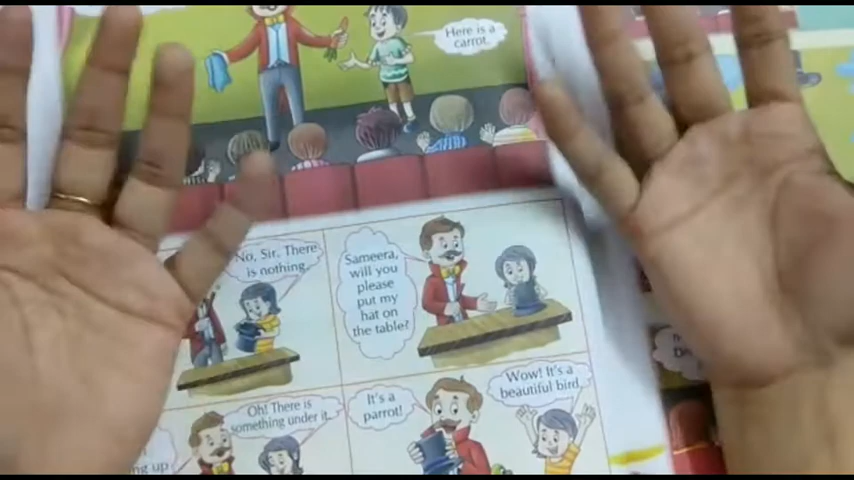 Here is a
carrot.
No, Sir. There
is nothing.
Sameera,
will you
please
put my
hat on
the table?
Oh! There is
something under it.
It's a
parrot!
Wow! It's a
beautiful bird.
up